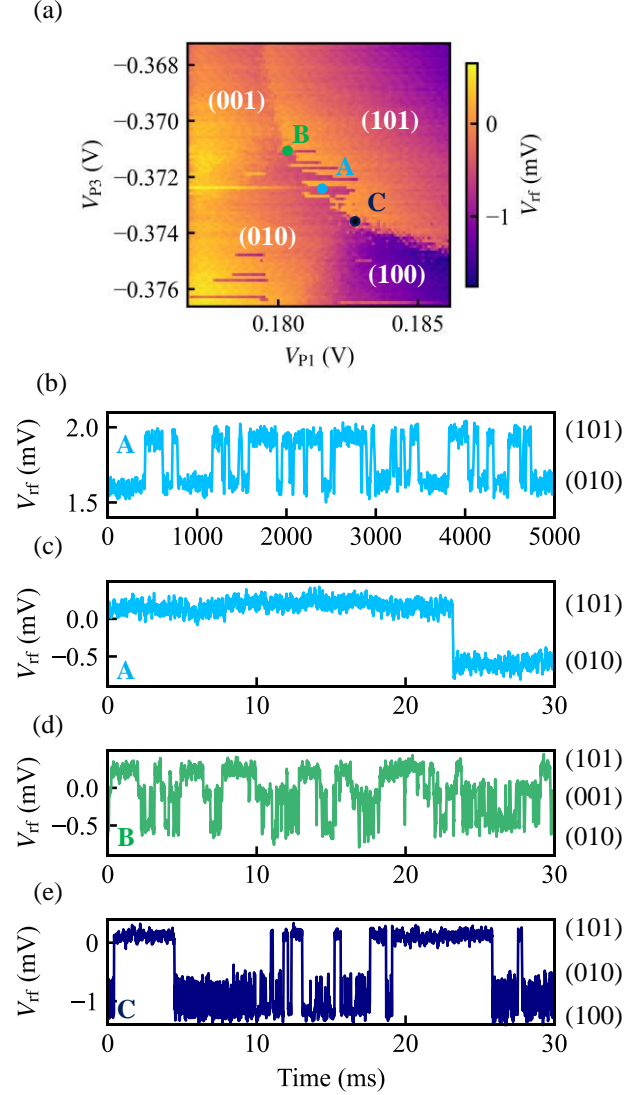 (a)
−0.368
−0.370
−0.372
−0.374
−0.376
V_P3 (V)
(001)
(101)
B
A
C
(010)
(100)
0
−1
V_rf (mV)
0.180
0.185
V_P1 (V)
(b)
2.0
1.5
V_rf (mV)
A
(101)
(010)
0
1000
2000
3000
4000
5000
(c)
0.0
−0.5
V_rf (mV)
A
(101)
(010)
0
10
20
30
(d)
0.0
−0.5
V_rf (mV)
B
(101)
(001)
(010)
0
10
20
30
(e)
0
−1
V_rf (mV)
C
(101)
(010)
(100)
0
10
20
30
Time (ms)